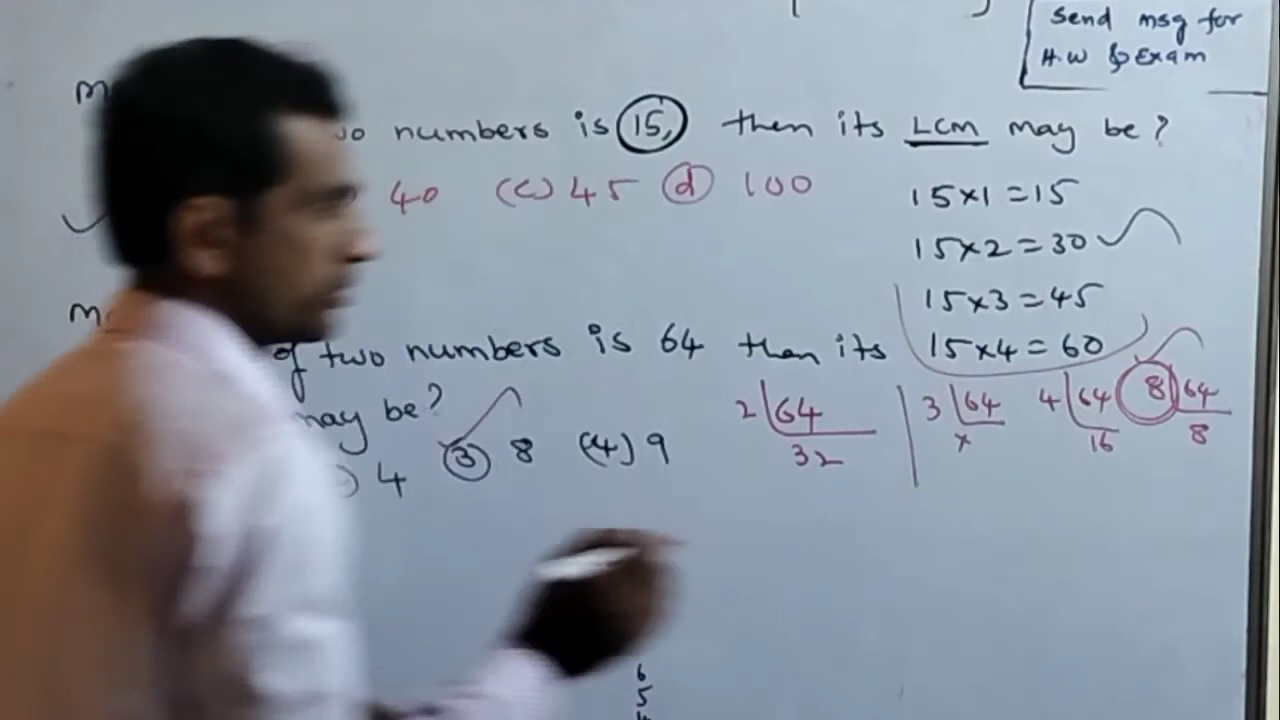 Send msg for
H.W & Exam
numbers is 15, then its LCM may be?
40 (c) 45 (d) 100
15×1=15
15×2=30
15×3=45
15×4=60
of two numbers is 64 then its
may be?
4 (3) 8 (4) 9
2 64 3 64 4 64 8 64
32 × 16 8
6
5